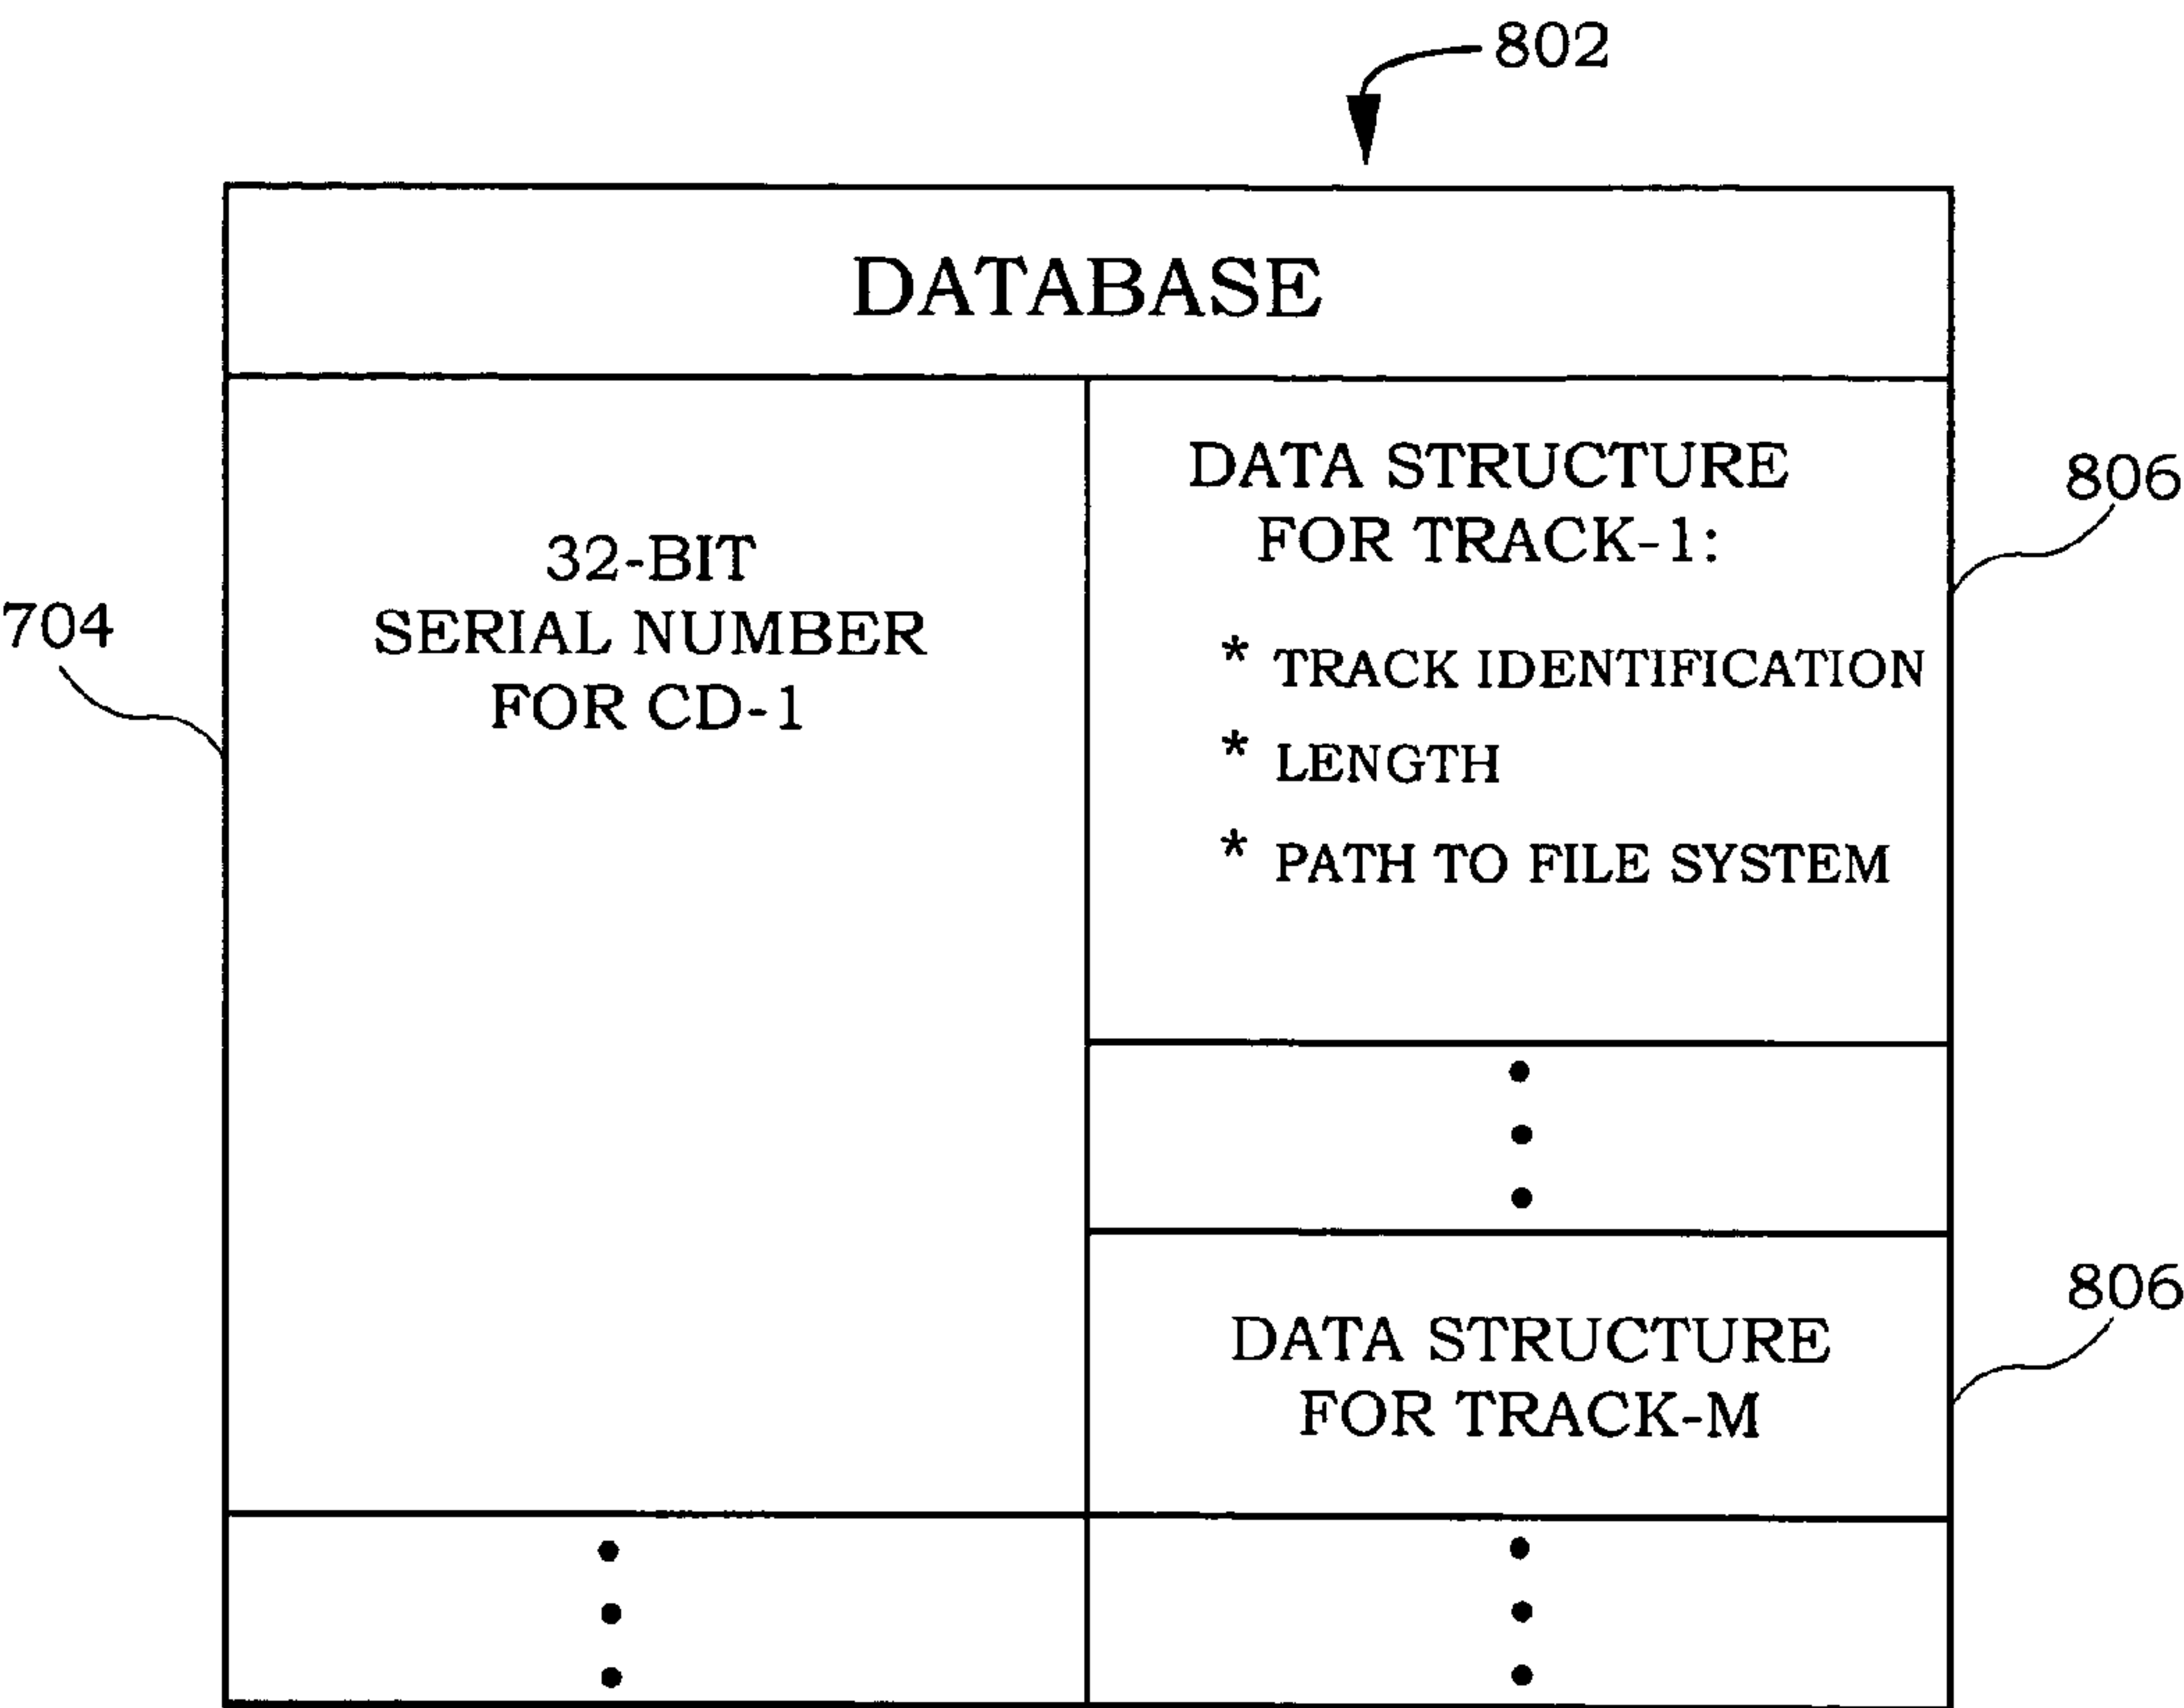 802
DATABASE
704
32-BIT
SERIAL NUMBER
FOR CD-1
DATA STRUCTURE
FOR TRACK-1:
* TRACK IDENTIFICATION
* LENGTH
* PATH TO FILE SYSTEM
806
DATA STRUCTURE
FOR TRACK-M
806